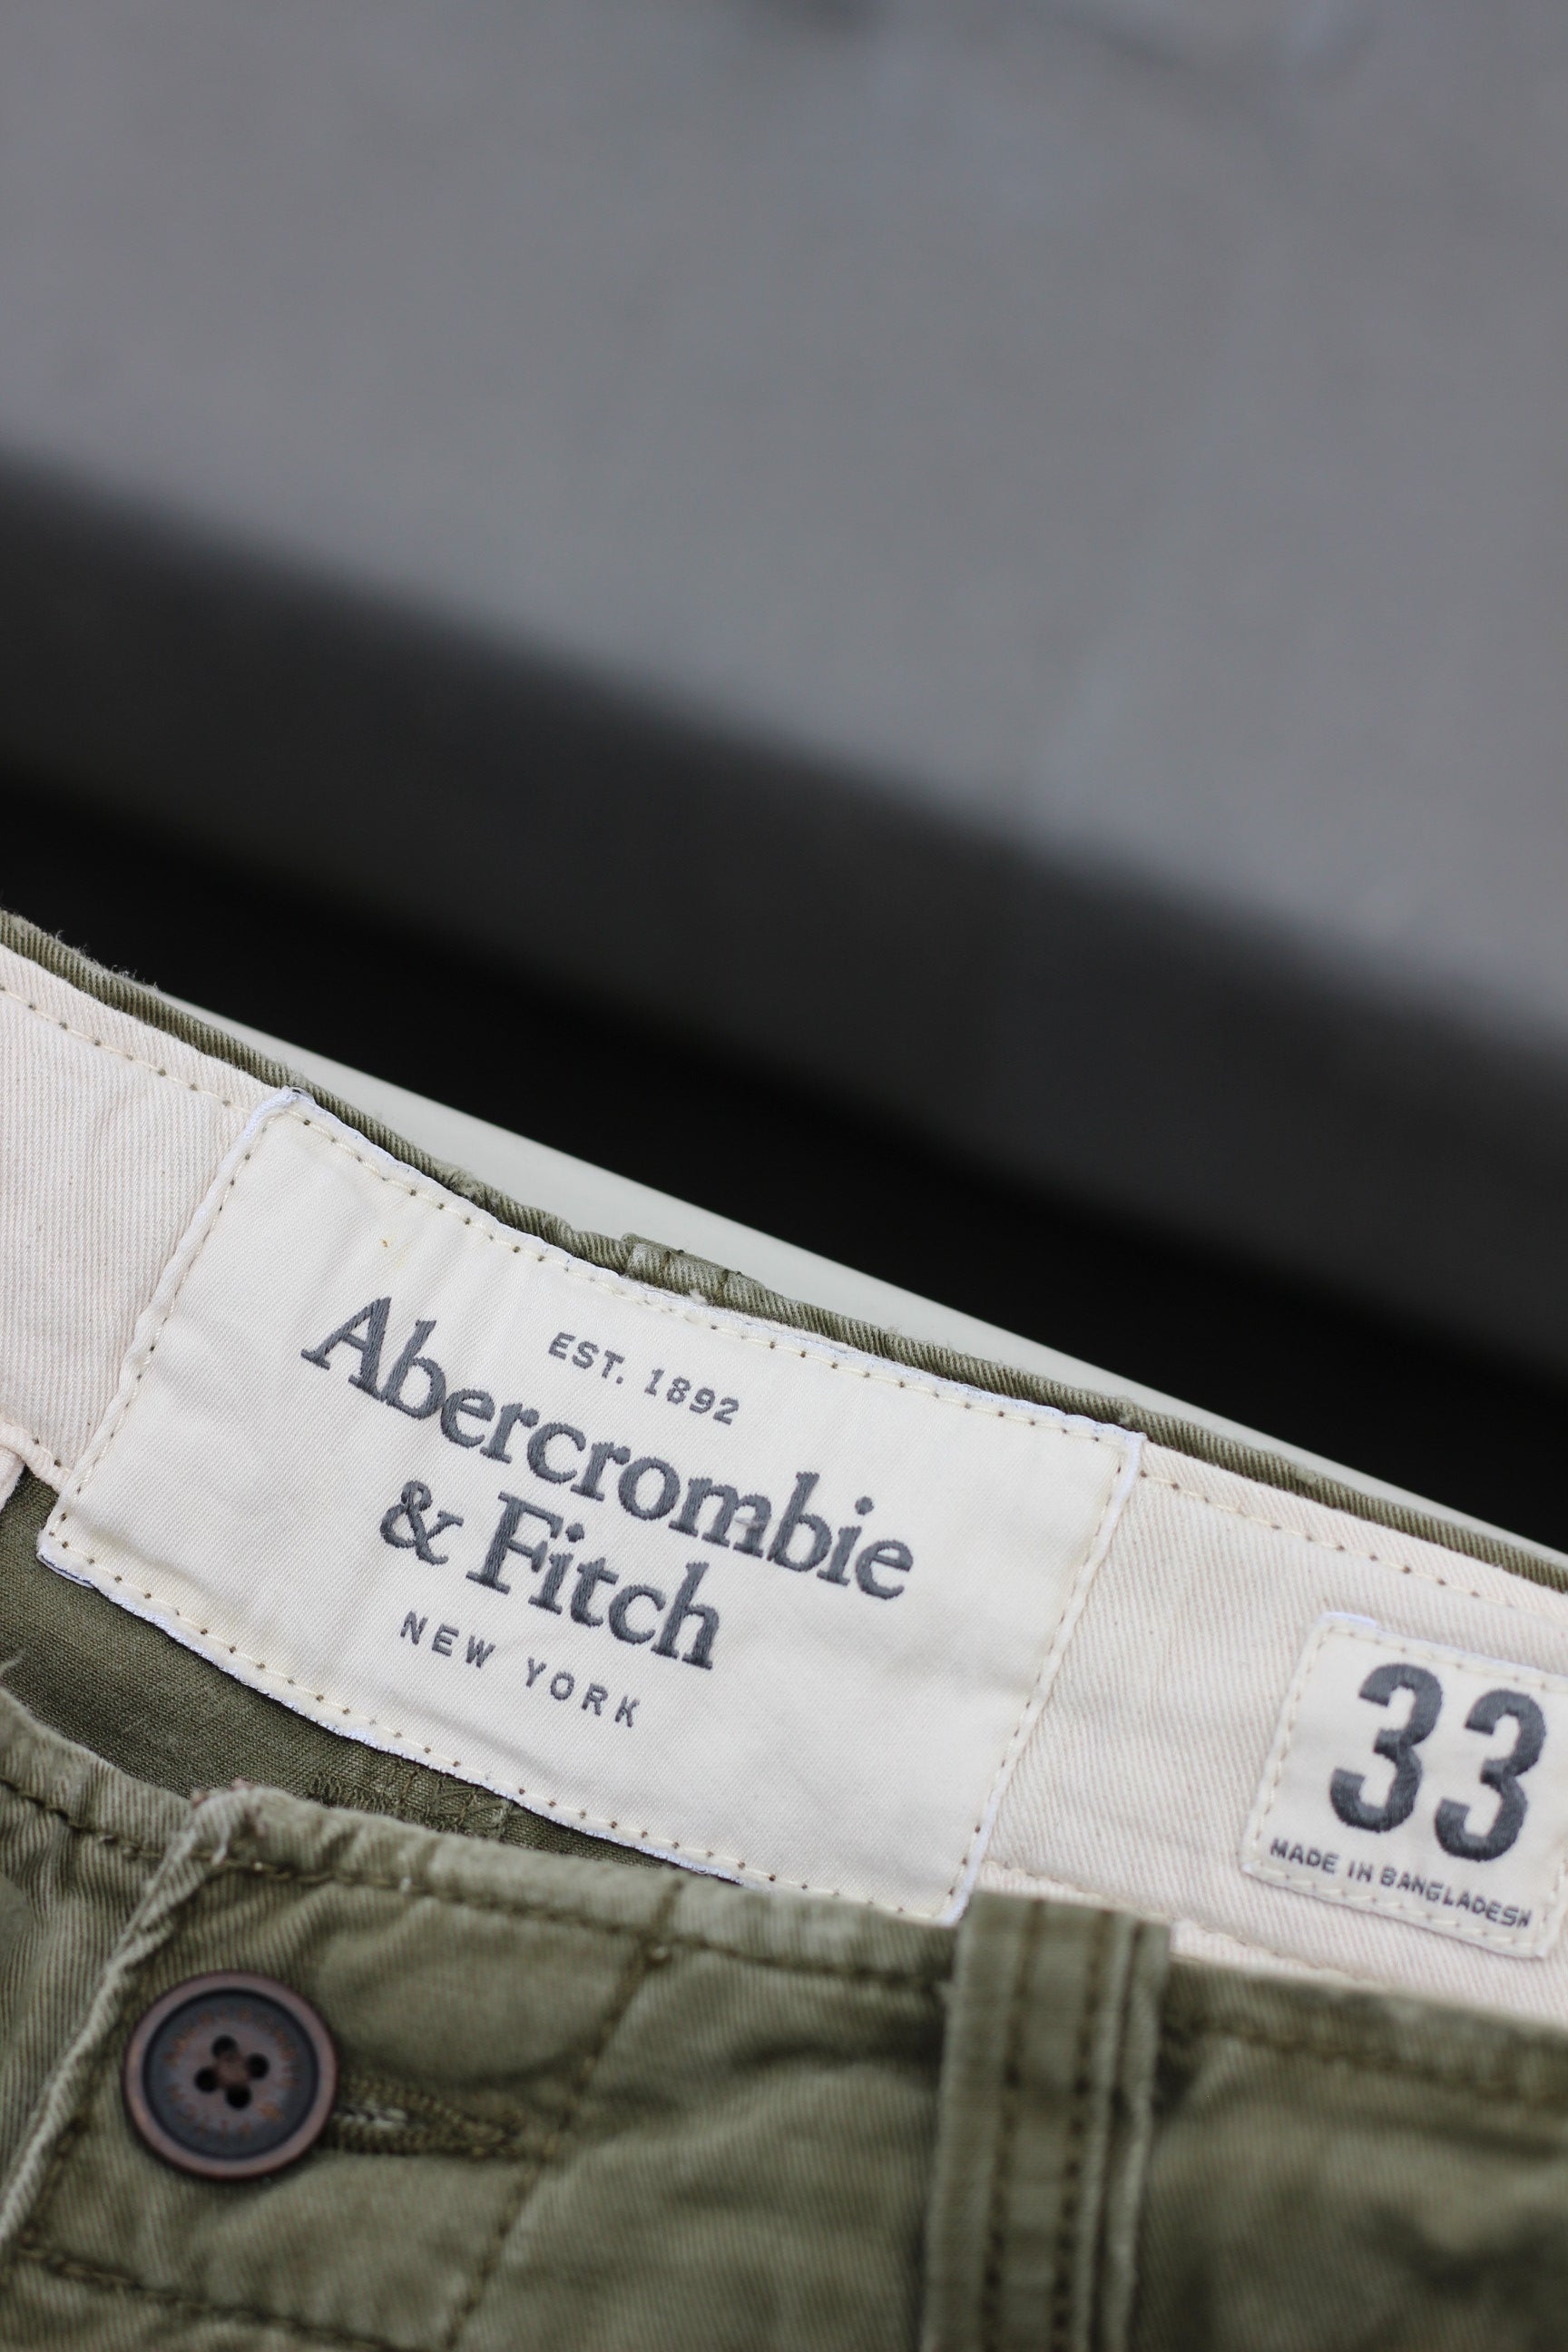 EST. 1892
Abercrombie
& Fitch
NEW YORK
33
MADE IN BANGLADESH